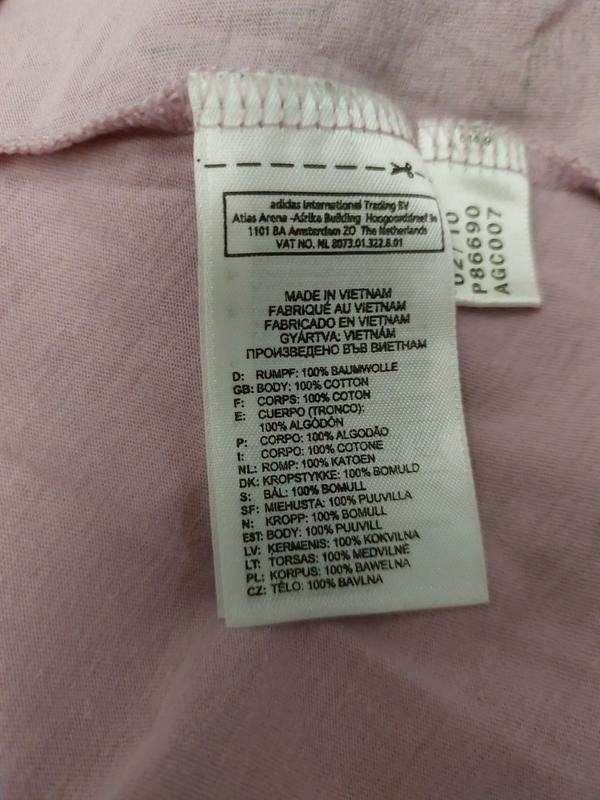 adidas International Trading BV
Atlas Arena -Afrika Building Hoogoorddreef 9a
1101 BA Amsterdam ZO The Netherlands
VAT NO. NL 8073.01.322.B.01
MADE IN VIETNAM
FABRIQUÉ AU VIETNAM
FABRICADO EN VIETNAM
GYÁRTVA: VIETNÁM
ПРОИЗВЕДЕНО ВЪВ ВИЕТНАМ
D: RUMPF: 100% BAUMWOLLE
GB: BODY: 100% COTTON
F: CORPS: 100% COTON
E: CUERPO (TRONCO):
100% ALGODÓN
P: CORPO: 100% ALGODÃO
I: CORPO: 100% COTONE
NL: ROMP: 100% KATOEN
DK: KROPSTYKKE: 100% BOMULD
S: BÅL: 100% BOMULL
SF: MIEHUSTA: 100% PUUVILLA
N: KROPP: 100% BOMULL
EST: BODY: 100% PUUVILL
LV: ĶERMENIS: 100% KOKVILNA
LT: TORSAS: 100% MEDVILNĖ
PL: KORPUS: 100% BAWEŁNA
CZ: TĚLO: 100% BAVLNA
02/10
P86690
AGC007